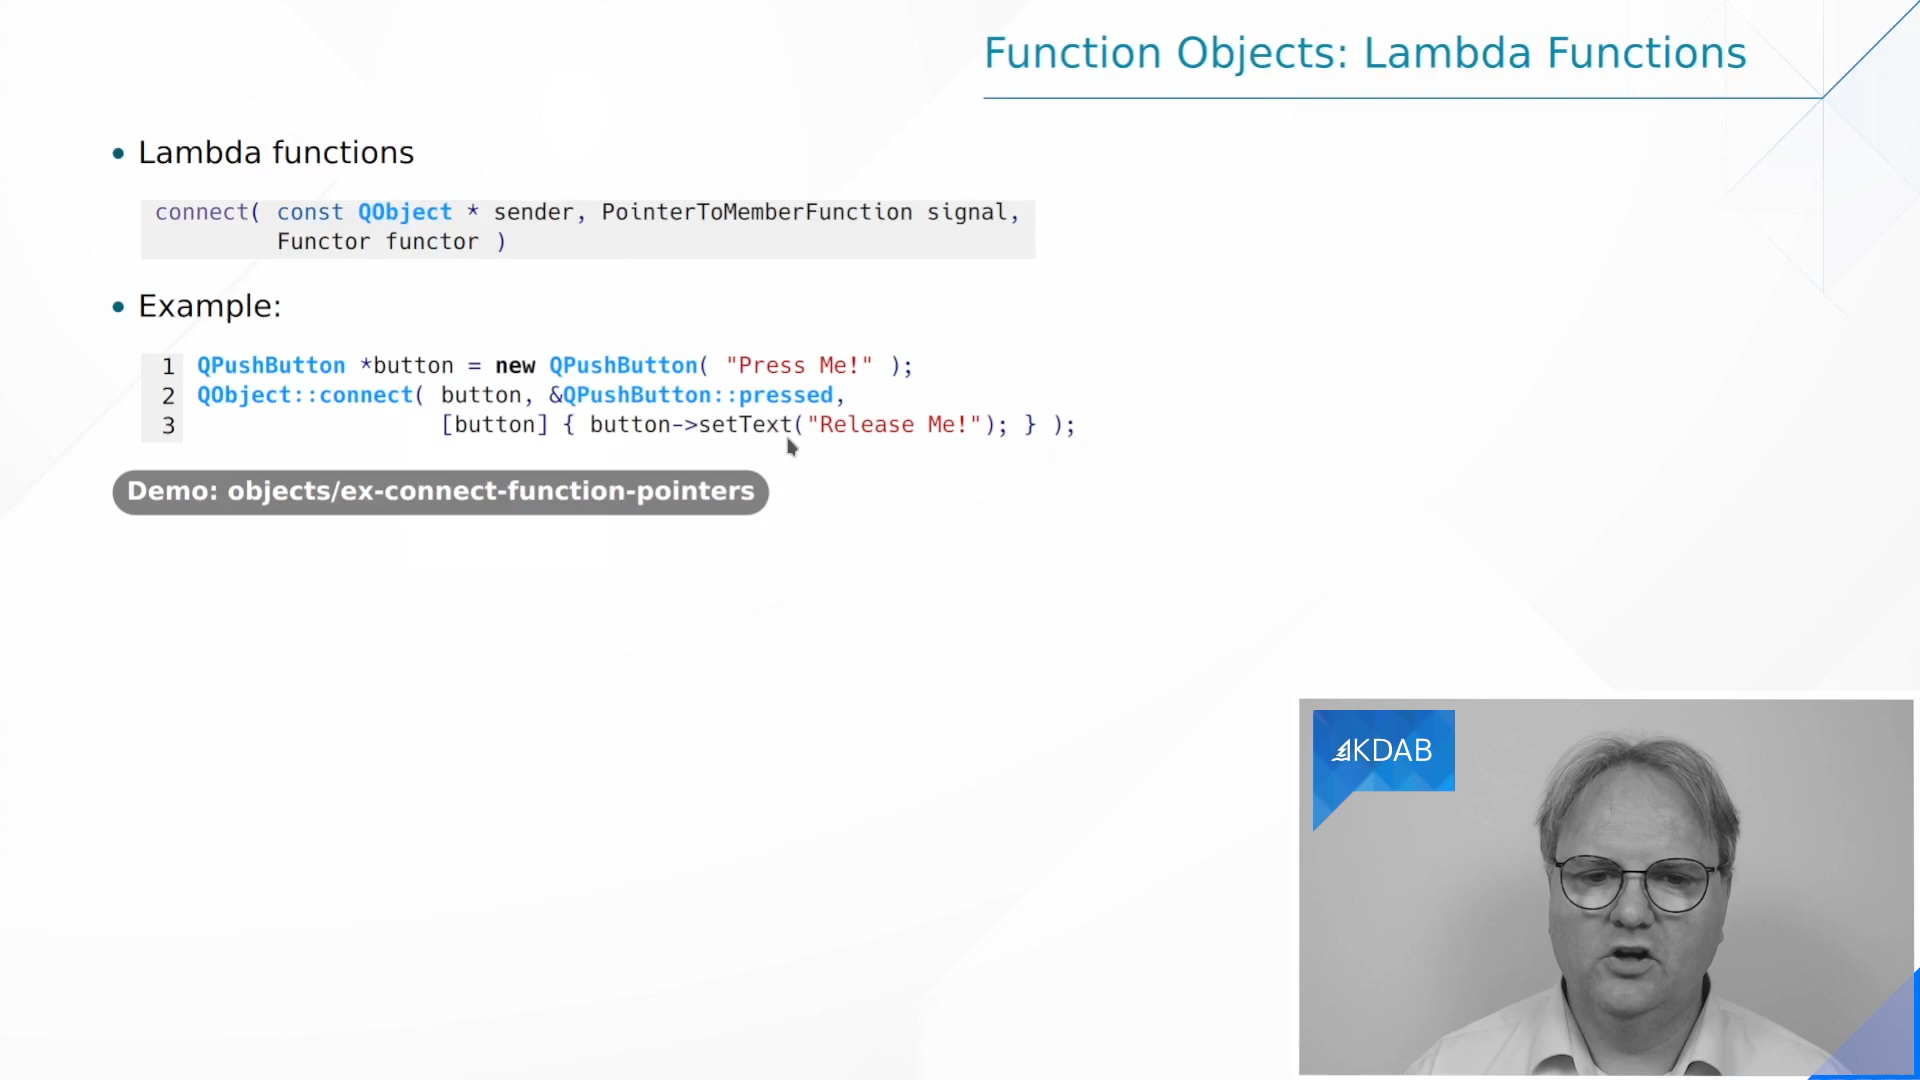 Function Objects: Lambda Functions
• Lambda functions
connect( const QObject * sender, PointerToMemberFunction signal,
Functor functor )
• Example:
1 QPushButton *button = new QPushButton( "Press Me!" );
2 QObject::connect( button, &QPushButton::pressed,
3 [button] { button->setText("Release Me!"); } );
Demo: objects/ex-connect-function-pointers
KDAB